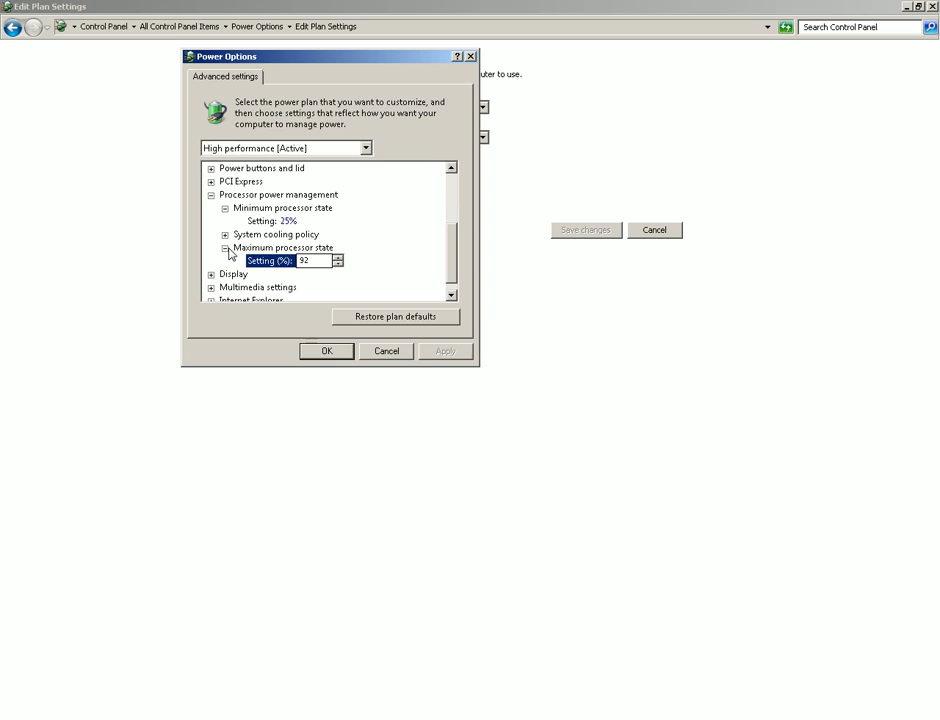 Edit Plan Settings
Control Panel All Control Panel Items Power Options Edit Plan Settings
Search Control Panel
Power Options
uter to use.
Advanced settings
Select the power plan that you want to customize, and
then choose settings that reflect how you want your
computer to manage power.
High performance [Active]
Power buttons and lid
PCI Express
Processor power management
Minimum processor state
Setting: 25%
System cooling policy
Maximum processor state
Setting (%): 92
Display
Multimedia settings
Internet Explorer
Restore plan defaults
OK Cancel Apply
Save changes Cancel